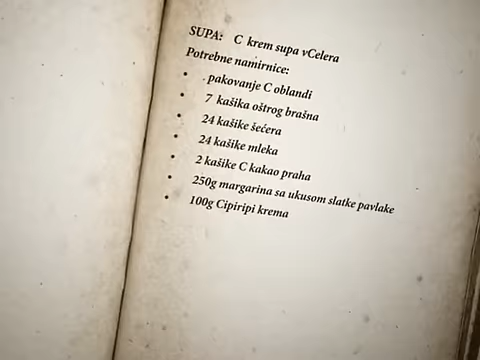 SUPA: C krem supa vCelera
Potrebne namirnice:
• pakovanje C oblandi
• 7 kašika oštrog brašna
• 24 kašike šećera
• 24 kašike mleka
• 2 kašike C kakao praha
• 250g margarina sa ukusom slatke pavlake
• 100g Cipiripi krema